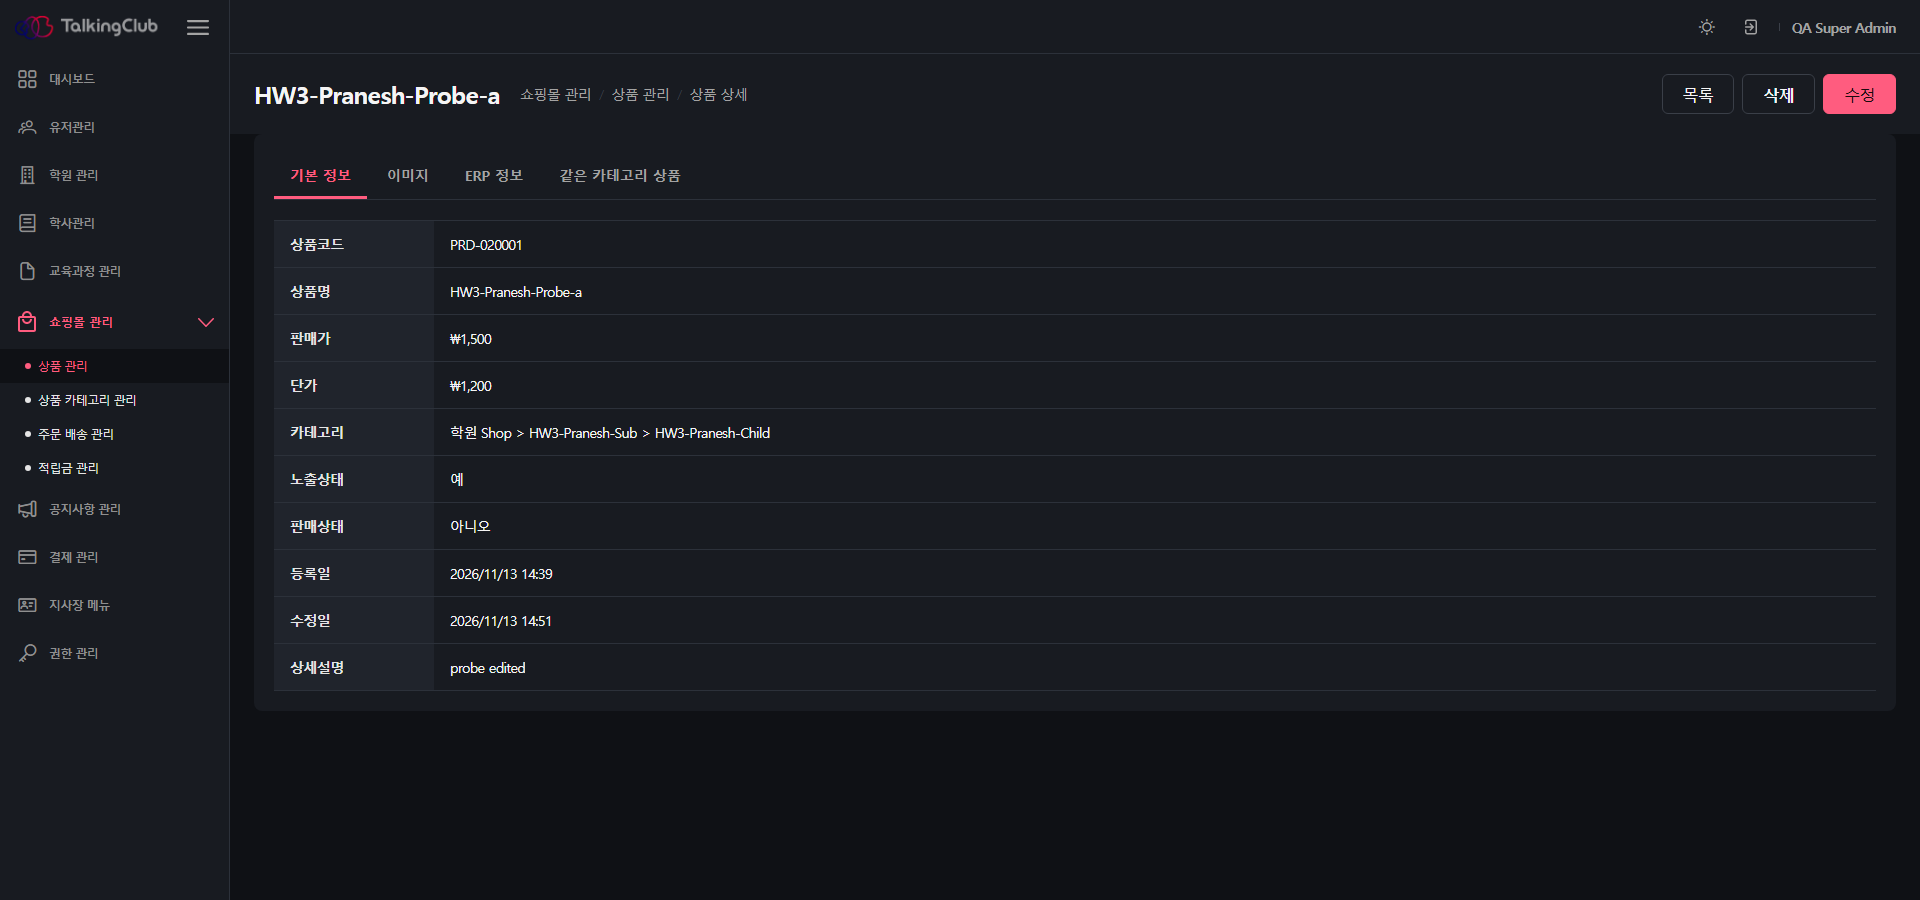 TalkingClub
QA Super Admin
대시보드
유저관리
학원 관리
학사관리
교육과정 관리
쇼핑몰 관리
상품 관리
상품 카테고리 관리
주문 배송 관리
적립금 관리
공지사항 관리
결제 관리
지사장 메뉴
권한 관리
HW3-Pranesh-Probe-a 쇼핑몰 관리 / 상품 관리 / 상품 상세
목록 삭제 수정
기본 정보 이미지 ERP 정보 같은 카테고리 상품
상품코드 PRD-020001
상품명 HW3-Pranesh-Probe-a
판매가 ₩1,500
단가 ₩1,200
카테고리 학원 Shop > HW3-Pranesh-Sub > HW3-Pranesh-Child
노출상태 예
판매상태 아니오
등록일 2026/11/13 14:39
수정일 2026/11/13 14:51
상세설명 probe edited